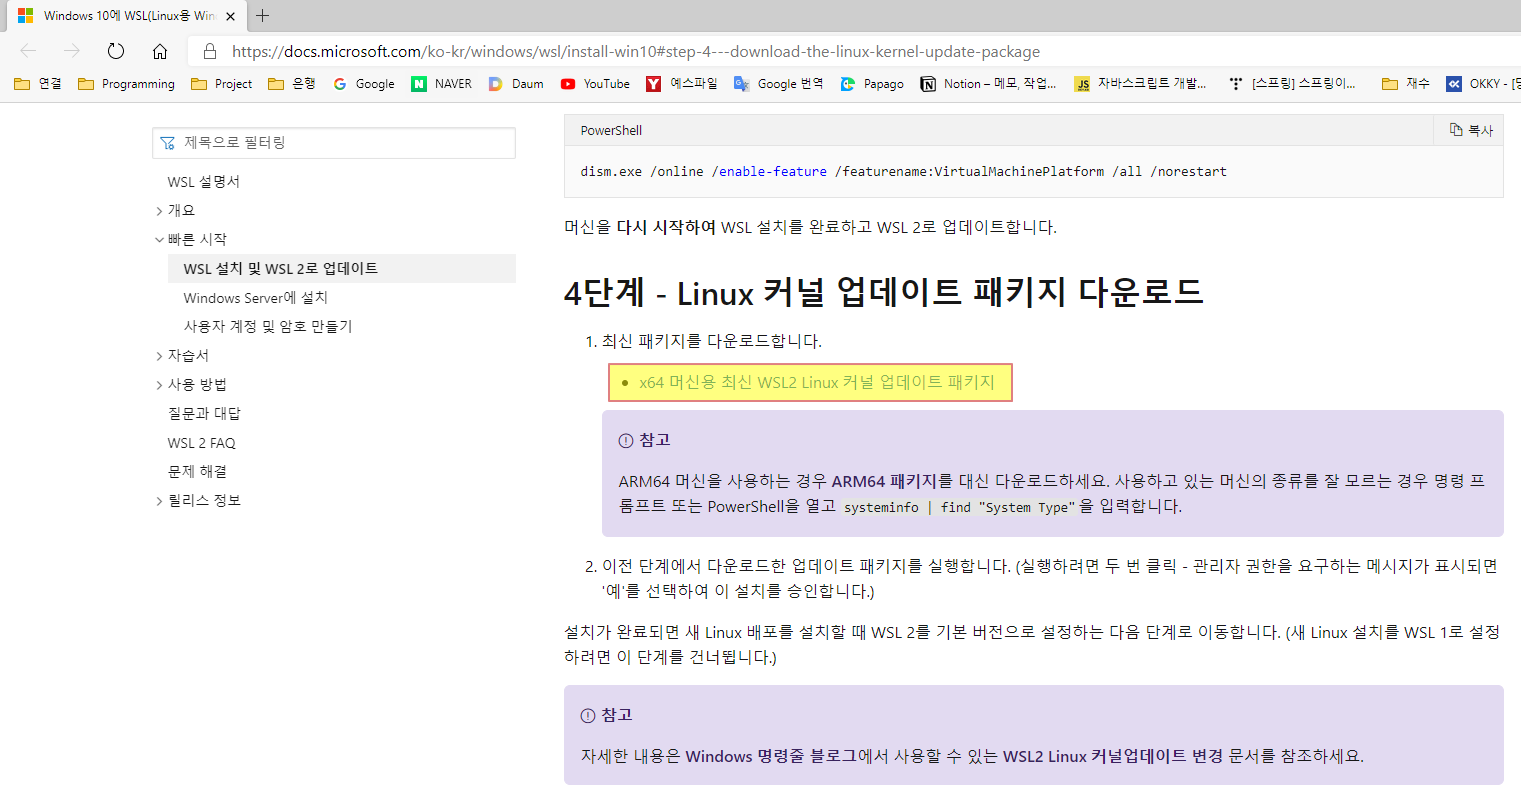 Windows 10에 WSL(Linux용 Win
https://docs.microsoft.com/ko-kr/windows/wsl/install-win10#step-4---download-the-linux-kernel-update-package
연결 Programming Project 은행 Google NAVER Daum YouTube 예스파일 Google 번역 Papago Notion – 메모, 작업... 자바스크립트 개발... [스프링] 스프링이... 재수 OKKY - [
제목으로 필터링
WSL 설명서
개요
빠른 시작
WSL 설치 및 WSL 2로 업데이트
Windows Server에 설치
사용자 계정 및 암호 만들기
자습서
사용 방법
질문과 대답
WSL 2 FAQ
문제 해결
릴리스 정보
PowerShell 복사
dism.exe /online /enable-feature /featurename:VirtualMachinePlatform /all /norestart
머신을 다시 시작하여 WSL 설치를 완료하고 WSL 2로 업데이트합니다.
4단계 - Linux 커널 업데이트 패키지 다운로드
1. 최신 패키지를 다운로드합니다.
• x64 머신용 최신 WSL2 Linux 커널 업데이트 패키지
참고
ARM64 머신을 사용하는 경우 ARM64 패키지를 대신 다운로드하세요. 사용하고 있는 머신의 종류를 잘 모르는 경우 명령 프
롬프트 또는 PowerShell을 열고 systeminfo | find "System Type" 을 입력합니다.
2. 이전 단계에서 다운로드한 업데이트 패키지를 실행합니다. (실행하려면 두 번 클릭 - 관리자 권한을 요구하는 메시지가 표시되면
'예'를 선택하여 이 설치를 승인합니다.)
설치가 완료되면 새 Linux 배포를 설치할 때 WSL 2를 기본 버전으로 설정하는 다음 단계로 이동합니다. (새 Linux 설치를 WSL 1로 설정
하려면 이 단계를 건너뜁니다.)
참고
자세한 내용은 Windows 명령줄 블로그에서 사용할 수 있는 WSL2 Linux 커널업데이트 변경 문서를 참조하세요.